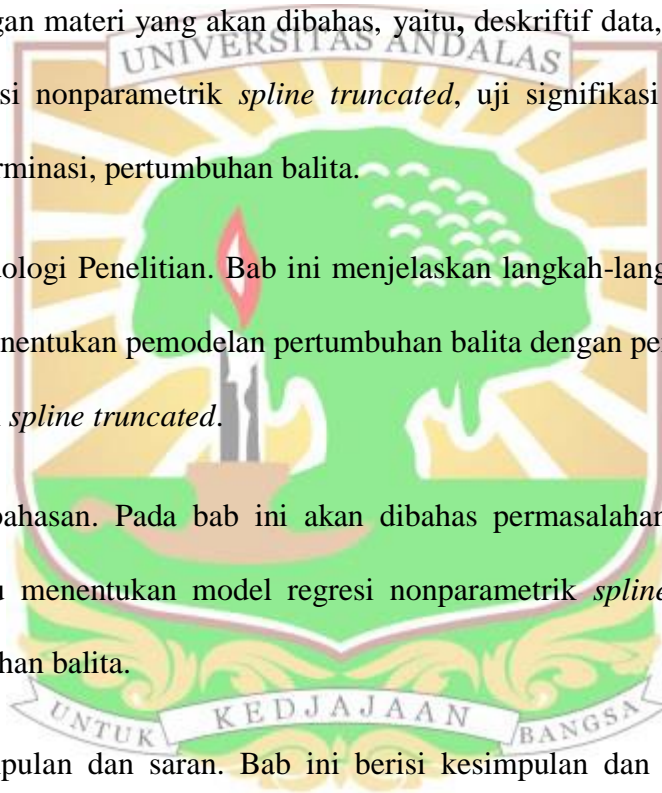 gan materi yang akan dibahas, yaitu, deskriftif data,
UNIVERSITAS ANDALAS
si nonparametrik spline truncated, uji signifikasi
rminasi, pertumbuhan balita.
ologi Penelitian. Bab ini menjelaskan langkah-lang
nentukan pemodelan pertumbuhan balita dengan pe
spline truncated.
bahasan. Pada bab ini akan dibahas permasalahan
u menentukan model regresi nonparametrik spline
han balita.
UNTUK KEDJAJAAN BANGSA
pulan dan saran. Bab ini berisi kesimpulan dan